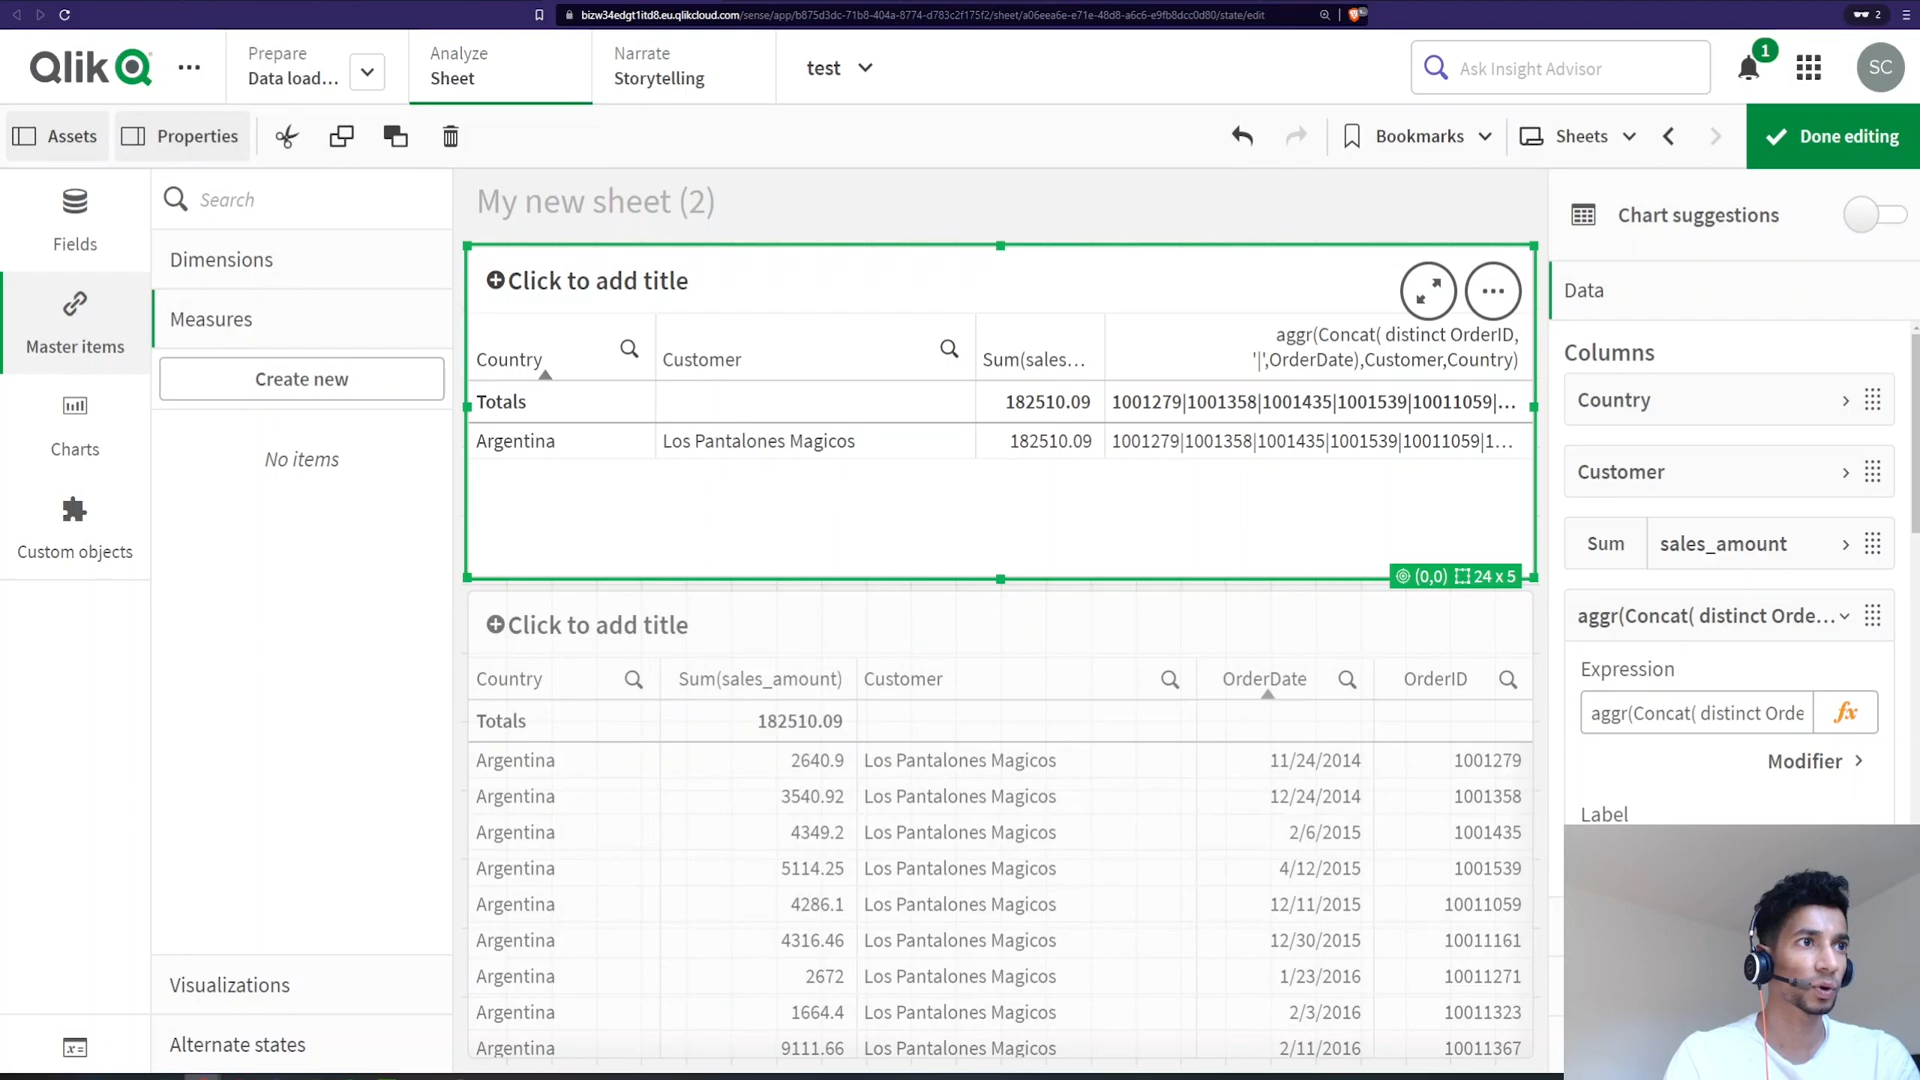 bizw34edgt1itd8.eu.qlikcloud.com/sense/app/b875d3dc-71b8-404a-8774-d783c2f175f2/sheet/a06eea6e-e71e-48d8-a6c6-e9fb8dcc0d80/state/edit
2
Qlik
Prepare
Data load...
Analyze
Sheet
Narrate
Storytelling
test
Ask Insight Advisor
1
SC
Assets
Properties
Bookmarks
Sheets
Done editing
Fields
Master items
Charts
Custom objects
Search
Dimensions
Measures
Create new
No items
Visualizations
Alternate states
My new sheet (2)
Click to add title
Country
Customer
Sum(sales...
aggr(Concat( distinct OrderID,
'|',OrderDate),Customer,Country)
Totals 182510.09 1001279|1001358|1001435|1001539|10011059|...
Argentina Los Pantalones Magicos 182510.09 1001279|1001358|1001435|1001539|10011059|1...
(0,0) 24 x 5
Click to add title
Country Sum(sales_amount) Customer OrderDate OrderID
Totals 182510.09
Argentina 2640.9 Los Pantalones Magicos 11/24/2014 1001279
Argentina 3540.92 Los Pantalones Magicos 12/24/2014 1001358
Argentina 4349.2 Los Pantalones Magicos 2/6/2015 1001435
Argentina 5114.25 Los Pantalones Magicos 4/12/2015 1001539
Argentina 4286.1 Los Pantalones Magicos 12/11/2015 10011059
Argentina 4316.46 Los Pantalones Magicos 12/30/2015 10011161
Argentina 2672 Los Pantalones Magicos 1/23/2016 10011271
Argentina 1664.4 Los Pantalones Magicos 2/3/2016 10011323
Argentina 9111.66 Los Pantalones Magicos 2/11/2016 10011367
Chart suggestions
Data
Columns
Country
Customer
Sum sales_amount
aggr(Concat( distinct Orde...
Expression
aggr(Concat( distinct Orde
fx
Modifier
Label